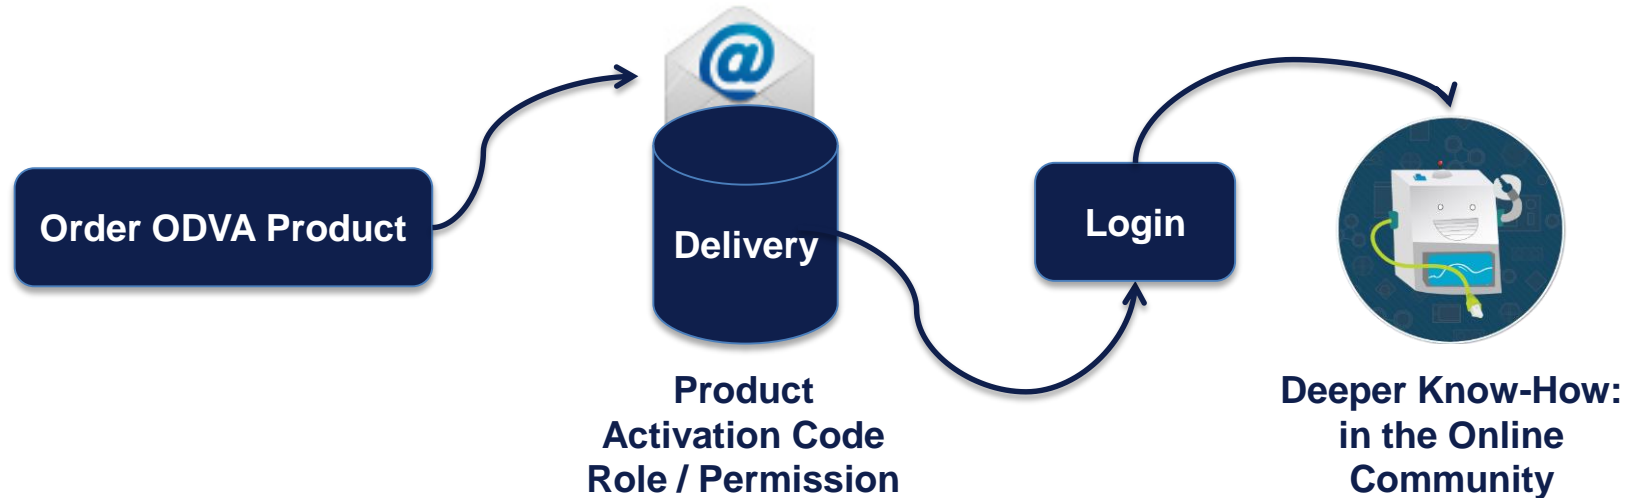 Order ODVA Product
@
Delivery
Product
Activation Code
Role / Permission
Login
Deeper Know-How:
in the Online
Community